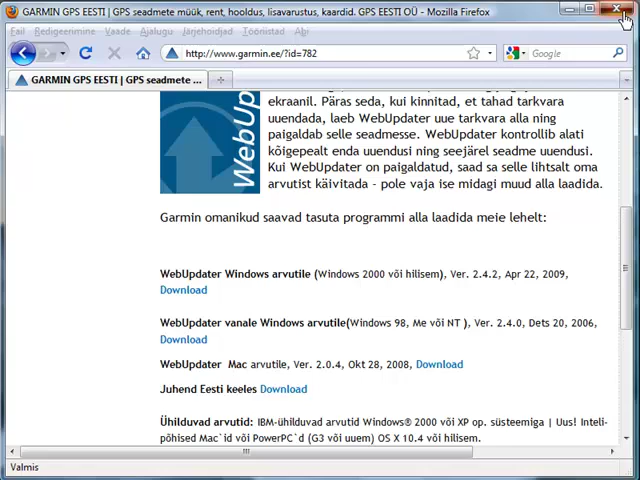 GARMIN GPS EESTI | GPS seadmete müük, rent, hooldus, lisavarustus, kaardid. GPS EESTI OÜ - Mozilla Firefox
Fail Redigeerimine Vaade Ajalugu Järjehoidjad Tööriistad Abi
http://www.garmin.ee/?id=782
Google
GARMIN GPS EESTI | GPS seadmete ...
ekraanil. Päras seda, kui kinnitad, et tahad tarkvara
uuendada, laeb WebUpdater uue tarkvara alla ning
paigaldab selle seadmesse. WebUpdater kontrollib alati
kõigepealt enda uuendusi ning seejärel seadme uuendusi.
Kui WebUpdater on paigaldatud, saad sa selle lihtsalt oma
arvutist käivitada - pole vaja ise midagi muud alla laadida.
WebUp
Garmin omanikud saavad tasuta programmi alla laadida meie lehelt:
WebUpdater Windows arvutile (Windows 2000 või hilisem), Ver. 2.4.2, Apr 22, 2009,
Download
WebUpdater vanale Windows arvutile(Windows 98, Me või NT ), Ver. 2.4.0, Dets 20, 2006,
Download
WebUpdater Mac arvutile, Ver. 2.0.4, Okt 28, 2008, Download
Juhend Eesti keeles Download
Ühilduvad arvutid: IBM-ühilduvad arvutid Windows® 2000 või XP op. süsteemiga | Uus! Inteli-
põhised Mac`id või PowerPC`d (G3 või uuem) OS X 10.4 või hilisem.
Valmis